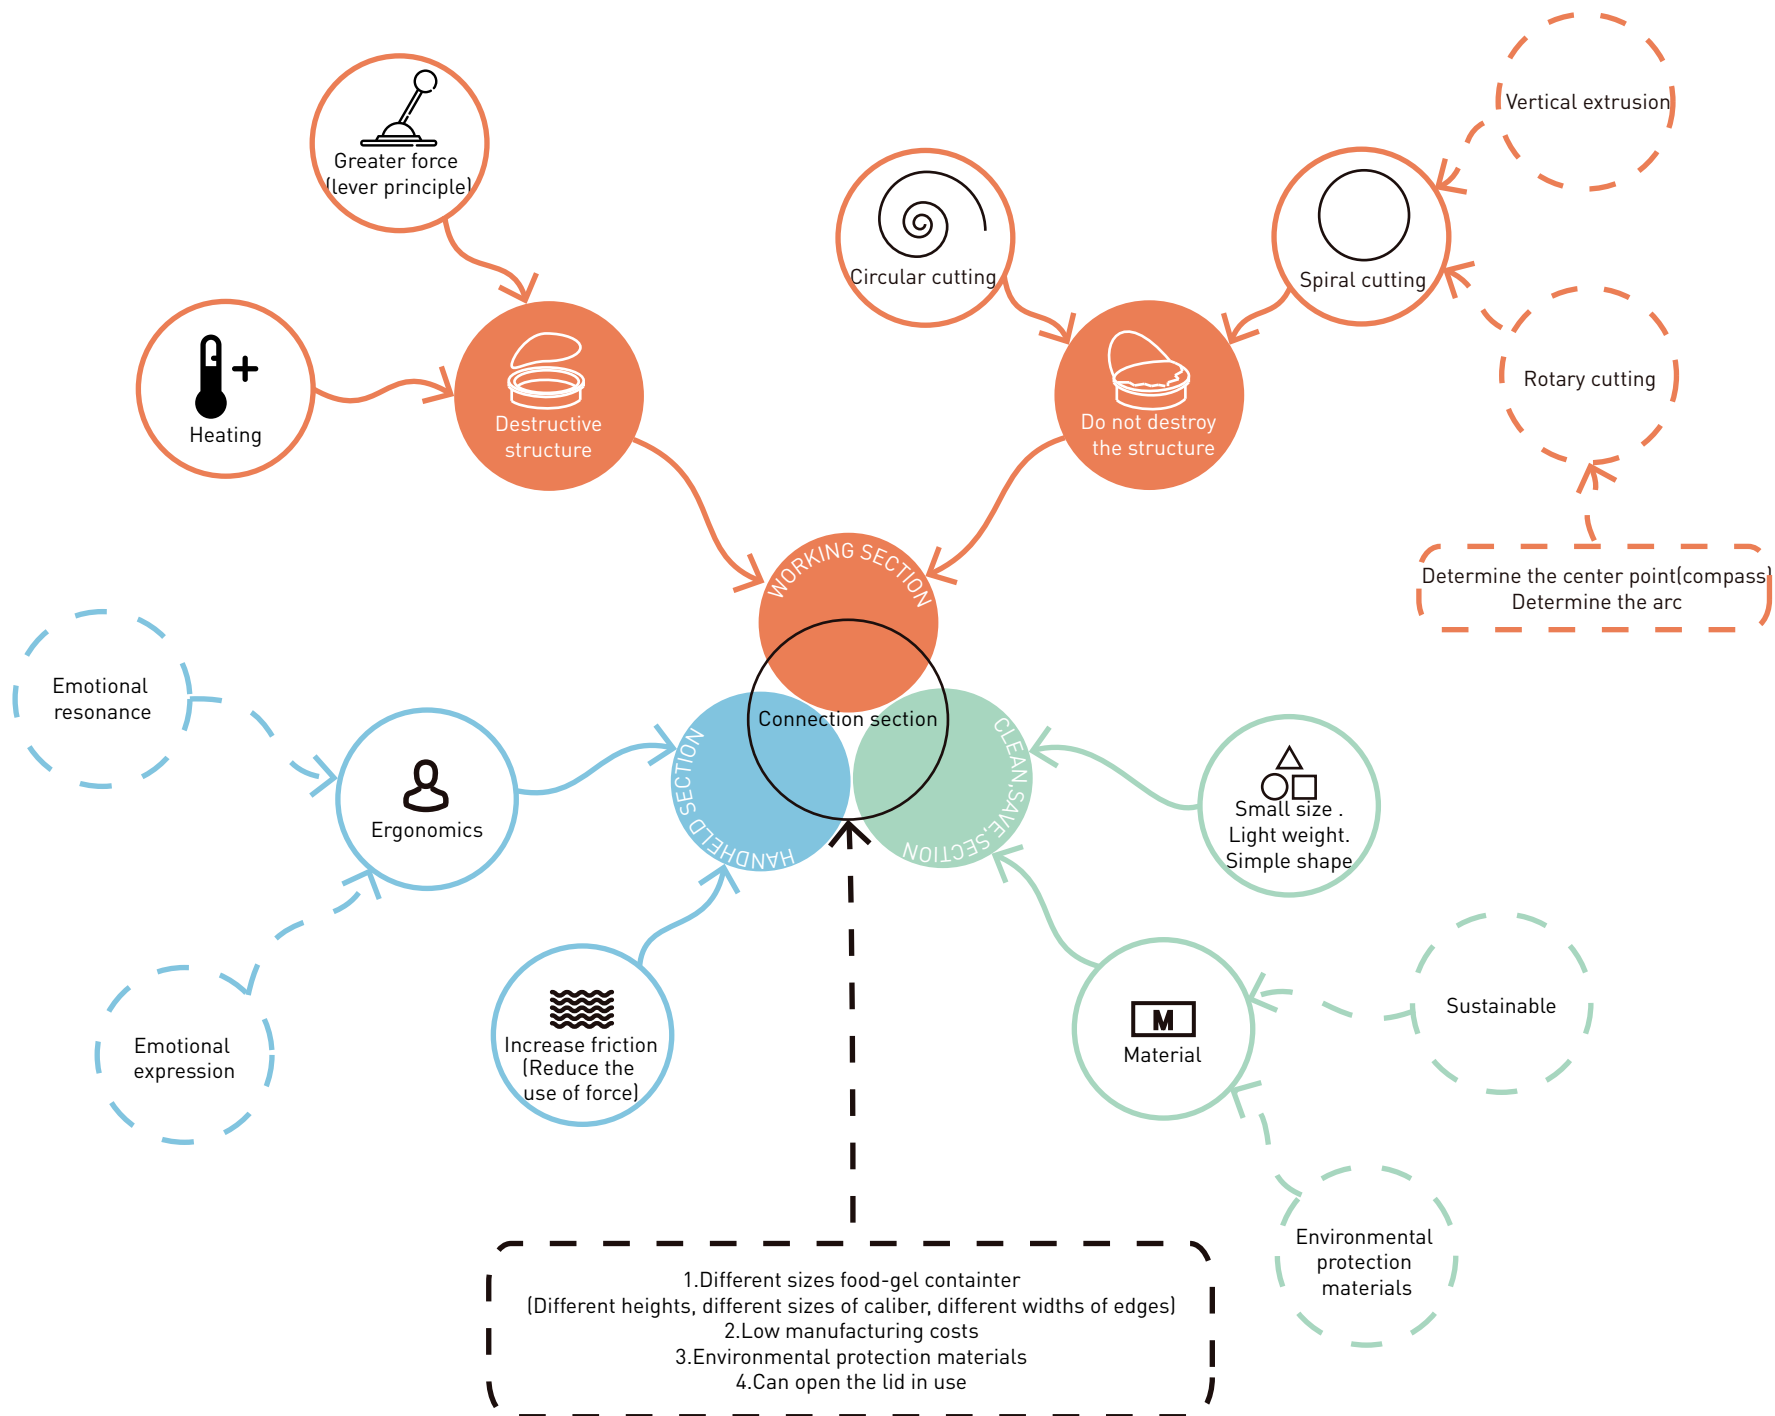 Vertical extrusion
Greater force
(lever principle)
Circular cutting
Spiral cutting
Heating
Destructive
structure
Do not destroy
the structure
Rotary cutting
Determine the center point(compass)
Determine the arc
WORKING SECTION
Connection section
HANDHELD SECTION
CLEAN,SAVE,SECTION
Emotional
resonance
Ergonomics
Small size .
Light weight.
Simple shape
Emotional
expression
Increase friction
(Reduce the
use of force)
M
Material
Sustainable
Environmental
protection
materials
1.Different sizes food-gel containter
(Different heights, different sizes of caliber, different widths of edges)
2.Low manufacturing costs
3.Environmental protection materials
4.Can open the lid in use